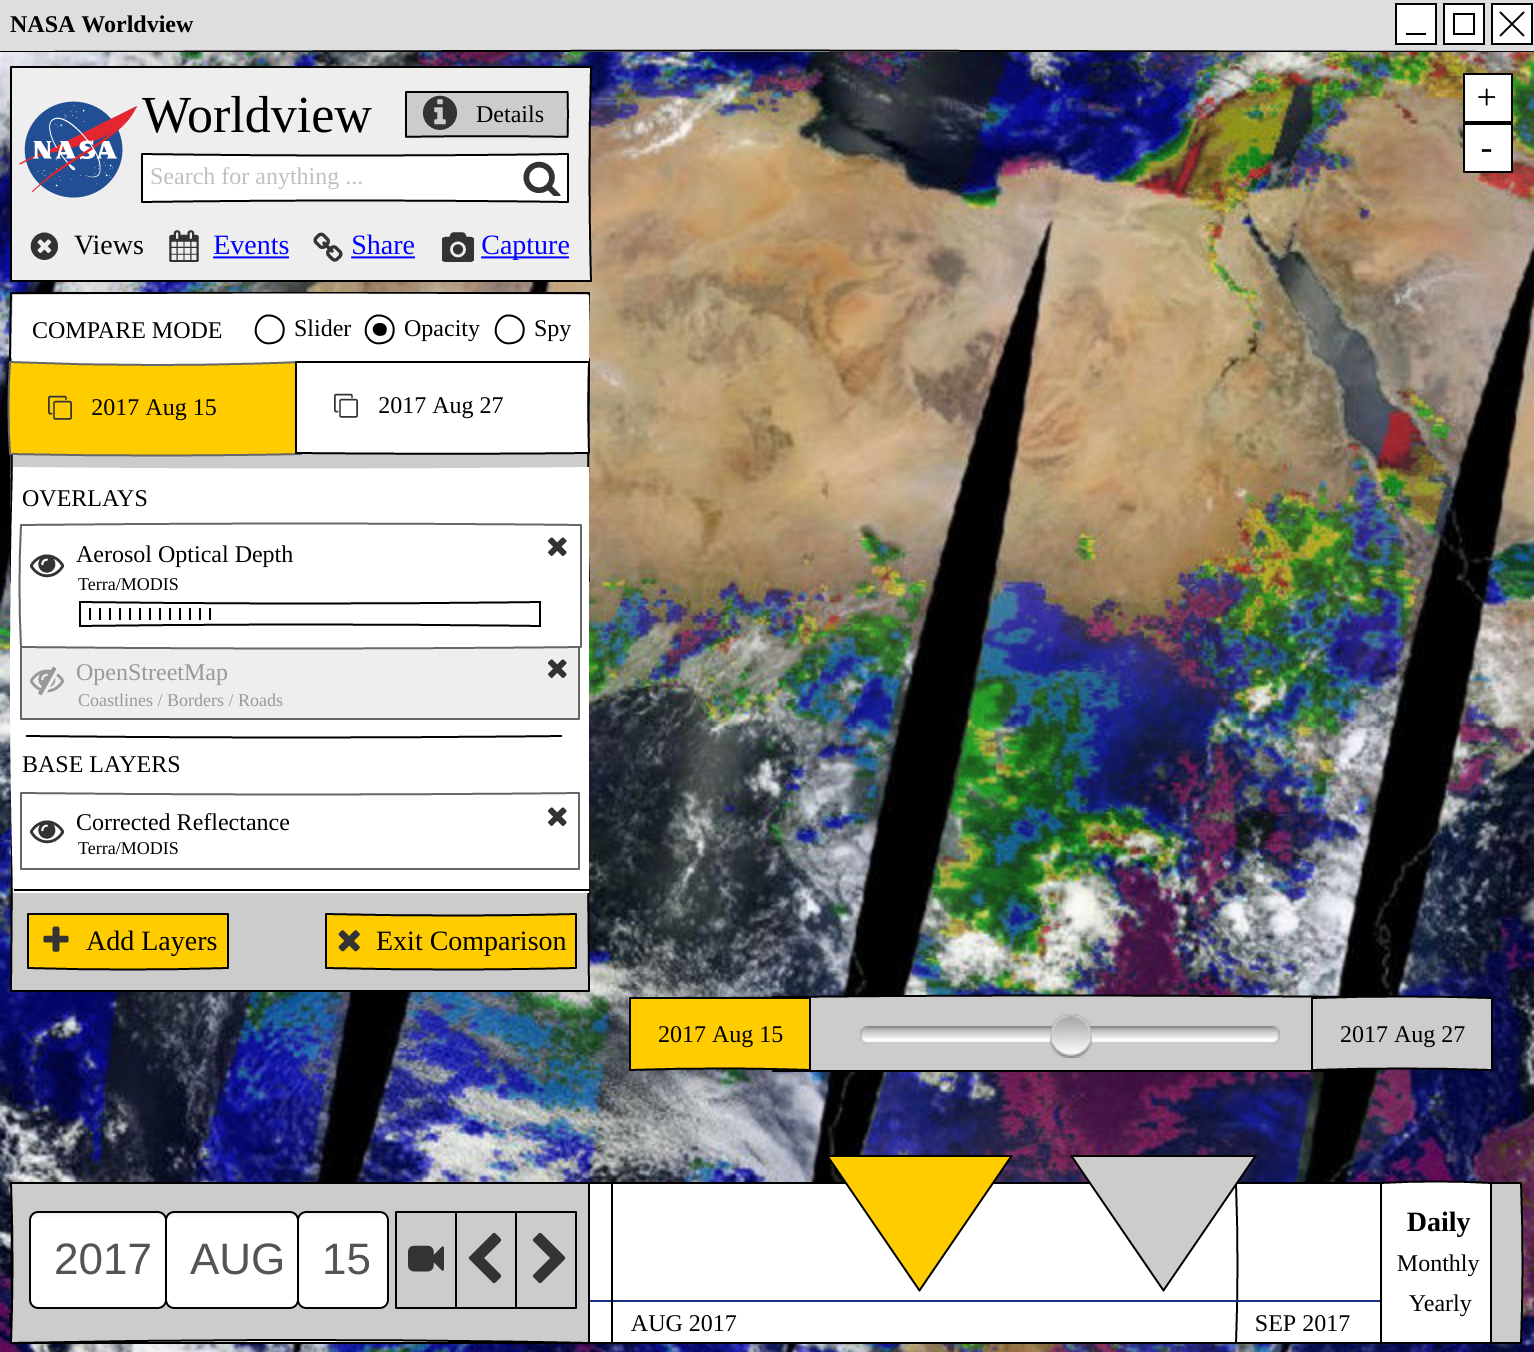 NASA Worldview
NASA
Worldview
Details
Search for anything ...
Views
Events
Share
Capture
+
-
COMPARE MODE
Slider
Opacity
Spy
2017 Aug 15
2017 Aug 27
OVERLAYS
Aerosol Optical Depth
Terra/MODIS
OpenStreetMap
Coastlines / Borders / Roads
BASE LAYERS
Corrected Reflectance
Terra/MODIS
Add Layers
Exit Comparison
2017 Aug 15
2017 Aug 27
2017
AUG
15
AUG 2017
SEP 2017
Daily
Monthly
Yearly